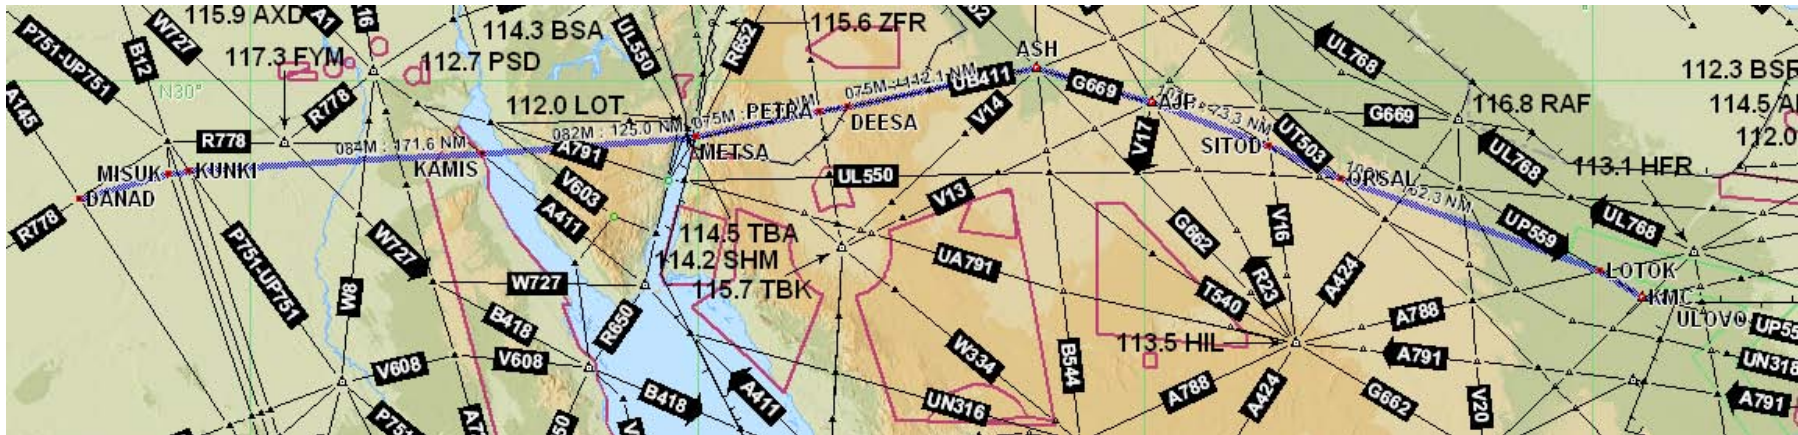 115.9 AXD
A1
114.3 BSA
UL550
R652
115.6 ZFR
ASH
UL768
P751-UP751
B12
W727
117.3 FYM
112.7 PSD
N30°
A145
R778
112.0 LOT
PETRA
DEESA
075M : 112.1 NM
UB411
G669
V14
AJF
G669
116.8 RAF
112.3 BSR
R778
084M : 171.6 NM
082M : 125.0 NM
A791
METSA
V17
SITOD
UT503
UL768
113.1 HFR
MISUK
KUNKI
KAMIS
DANAD
V603
UL550
V13
ORSAL
R778
A411
P751-UP751
W727
114.5 TBA
114.2 SHM
115.7 TBK
UA791
G662
V16
UP559
UL768
W8
W727
R23
A424
LOTOK
T540
KMC
ULOVO
B418
R650
A788
V608
V608
W334
B544
113.5 HIL
A791
UN318
B418
A411
UN316
A788
A424
G662
V20
A791